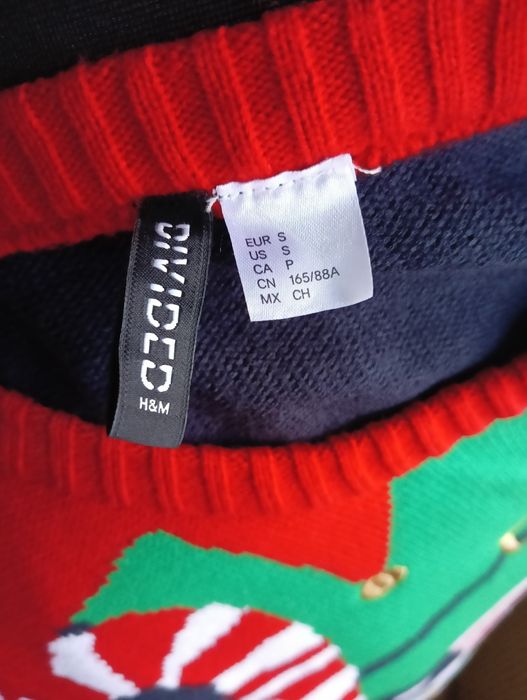 DIVIDED
H&M
EUR S
US S
CA P
CN 165/88A
MX CH